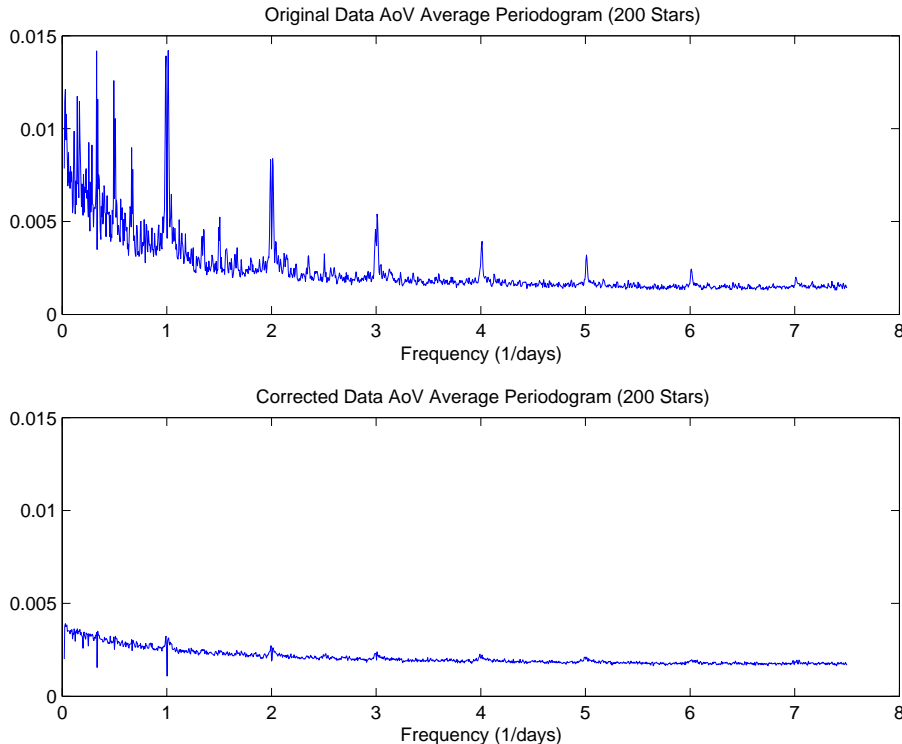 Original Data AoV Average Periodogram (200 Stars)
0.015
0.01
0.005
0
0 1 2 3 4 5 6 7 8
Frequency (1/days)
Corrected Data AoV Average Periodogram (200 Stars)
0.015
0.01
0.005
0
0 1 2 3 4 5 6 7 8
Frequency (1/days)